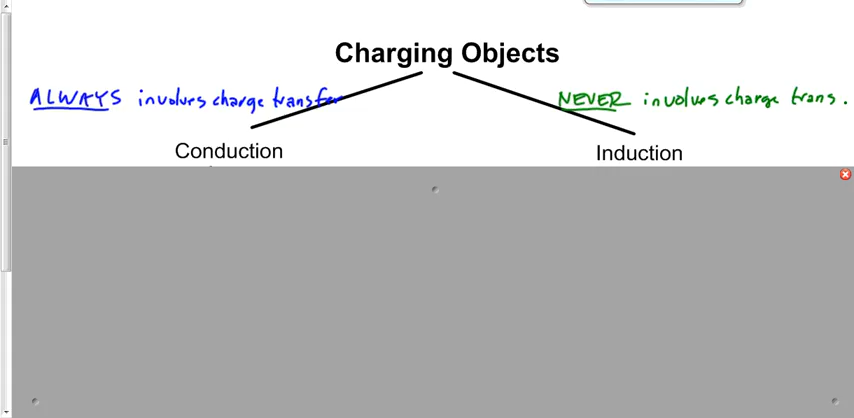 Charging Objects
ALWAYS involves charge transfer
NEVER involves charge trans.
Conduction
Induction